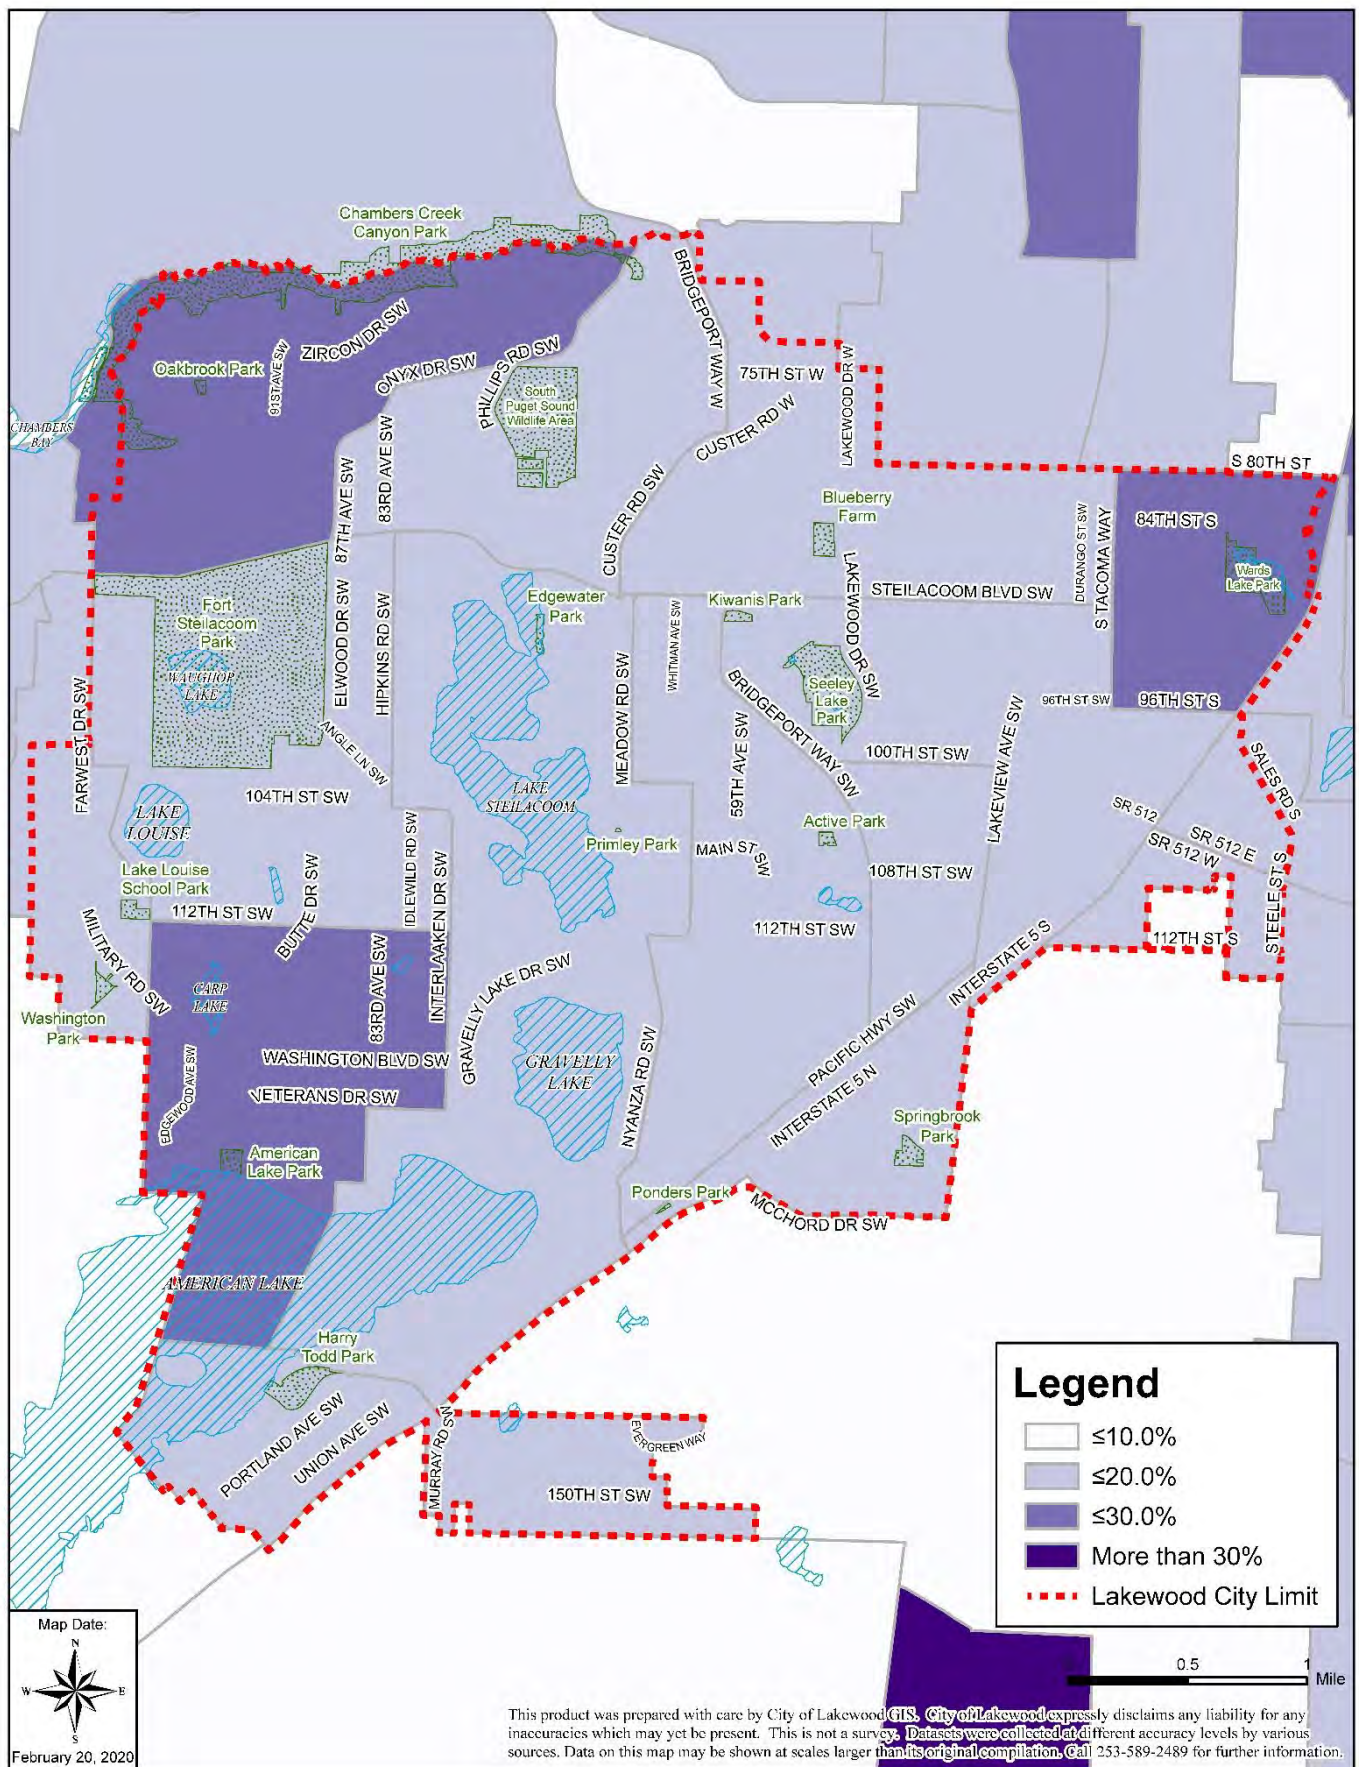 Chambers Creek
Canyon Park
BRIDGEPORT WAY W
ZIRCON DR SW
Oakbrook Park
91ST AVE SW
ONYX DR SW
PHILLIPS RD SW
South
Puget Sound
Wildlife Area
75TH ST W
LAKEWOOD DR W
CUSTER RD W
CHAMBERS
BAY
83RD AVE SW
87TH AVE SW
CUSTER RD SW
S 80TH ST
Blueberry
Farm
84TH ST S
DURANGO ST SW
S TACOMA WAY
Wards
Lake Park
Fort
Steilacoom
Park
ELWOOD DR SW
HIPKINS RD SW
Edgewater
Park
Kiwanis Park
STEILACOOM BLVD SW
LAKEWOOD DR SW
WHITMAN AVE SW
WAUGHOP
LAKE
MEADOW RD SW
Seeley
Lake
Park
BRIDGEPORT WAY SW
96TH ST SW
96TH ST S
FARWEST DR SW
ANGLE LN SW
59TH AVE SW
100TH ST SW
LAKEVIEW AVE SW
SALES RD S
LAKE
STEILACOOM
104TH ST SW
LAKE
LOUISE
Active Park
SR 512
SR 512 E
SR 512 W
Primley Park
MAIN ST SW
108TH ST SW
Lake Louise
School Park
IDLEWILD RD SW
INTERLAAKEN DR SW
BUTTE DR SW
112TH ST SW
112TH ST SW
112TH ST S
STEELE ST S
MILITARY RD SW
83RD AVE SW
GRAVELLY LAKE DR SW
INTERSTATE 5 S
CARP
LAKE
Washington
Park
WASHINGTON BLVD SW
GRAVELLY
LAKE
NYANZA RD SW
PACIFIC HWY SW
INTERSTATE 5 N
EDGEWOOD AVE SW
VETERANS DR SW
Springbrook
Park
American
Lake Park
Ponders Park
MCCHORD DR SW
AMERICAN LAKE
Harry
Todd Park
PORTLAND AVE SW
UNION AVE SW
MURRAY RD SW
EVERGREEN WAY
150TH ST SW
Legend
≤10.0%
≤20.0%
≤30.0%
More than 30%
Lakewood City Limit
0.5
1
Mile
Map Date:
N
W
E
S
February 20, 2020
This product was prepared with care by City of Lakewood GIS. City of Lakewood expressly disclaims any liability for any
inaccuracies which may yet be present. This is not a survey. Datasets were collected at different accuracy levels by various
sources. Data on this map may be shown at scales larger than its original compilation. Call 253-589-2489 for further information.